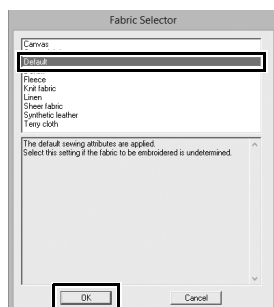 Fabric Selector
Canvas
Default
Fleece
Knit fabric
Linen
Sheer fabric
Synthetic leather
Terry cloth
The default sewing attributes are applied.
Select this setting if the fabric to be embroidered is undetermined.
OK
Cancel